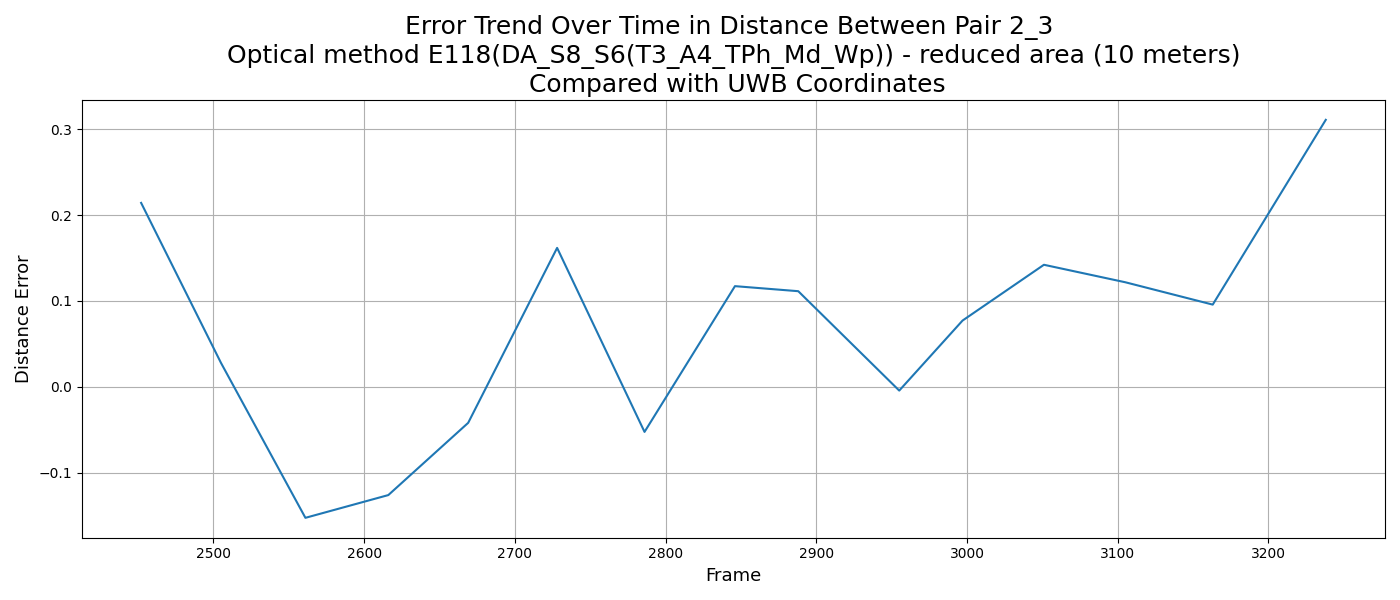 Error Trend Over Time in Distance Between Pair 2_3
Optical method E118(DA_S8_S6(T3_A4_TPh_Md_Wp)) - reduced area (10 meters)
Compared with UWB Coordinates
Distance Error
0.3
0.2
0.1
0.0
−0.1
2500 2600 2700 2800 2900 3000 3100 3200
Frame